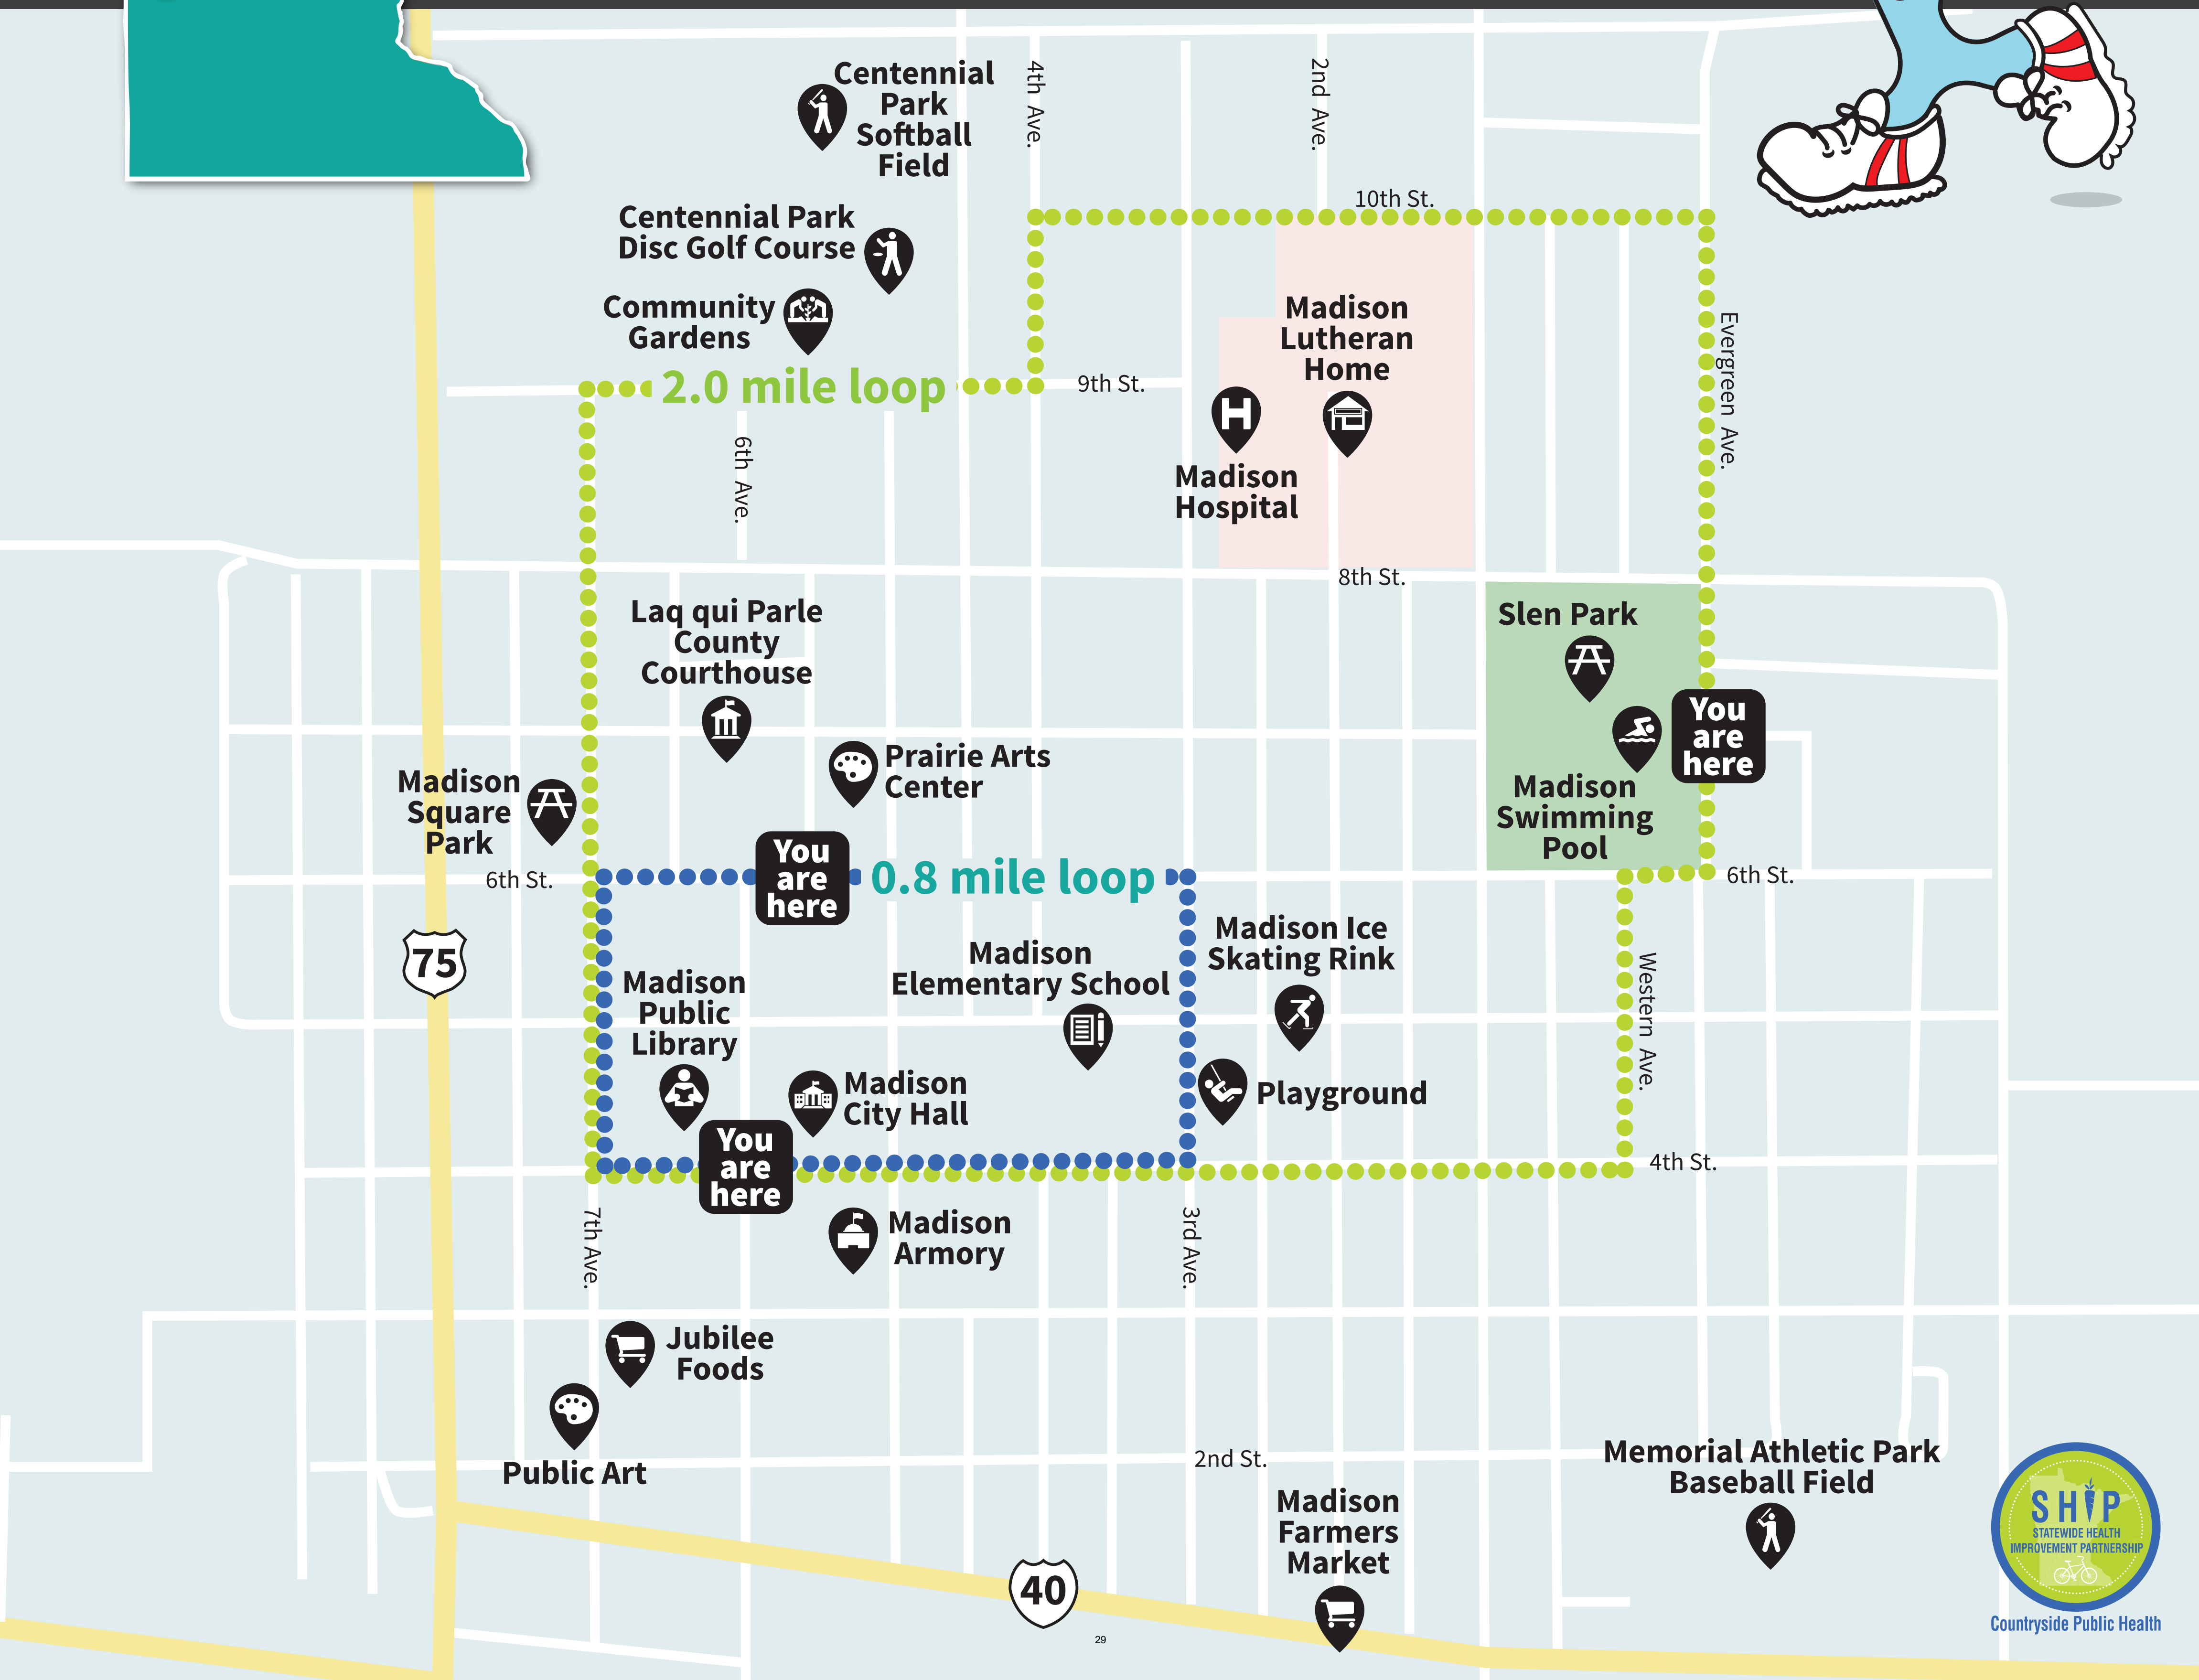 Centennial
Park
Softball
Field
4th Ave.
2nd Ave.
10th St.
Centennial Park
Disc Golf Course
Community
Gardens
2.0 mile loop
9th St.
Madison
Lutheran
Home
Evergreen Ave.
6th Ave.
Madison
Hospital
8th St.
Laq qui Parle
County
Courthouse
Slen Park
You
are
here
Prairie Arts
Center
Madison
Square
Park
Madison
Swimming
Pool
6th St.
You
are
here
0.8 mile loop
6th St.
75
Madison Ice
Skating Rink
Madison
Elementary School
Western Ave.
Madison
Public
Library
Madison
City Hall
Playground
You
are
here
4th St.
7th Ave.
3rd Ave.
Madison
Armory
Jubilee
Foods
Public Art
2nd St.
Memorial Athletic Park
Baseball Field
Madison
Farmers
Market
40
29
SHIP
STATEWIDE HEALTH
IMPROVEMENT PARTNERSHIP
Countryside Public Health